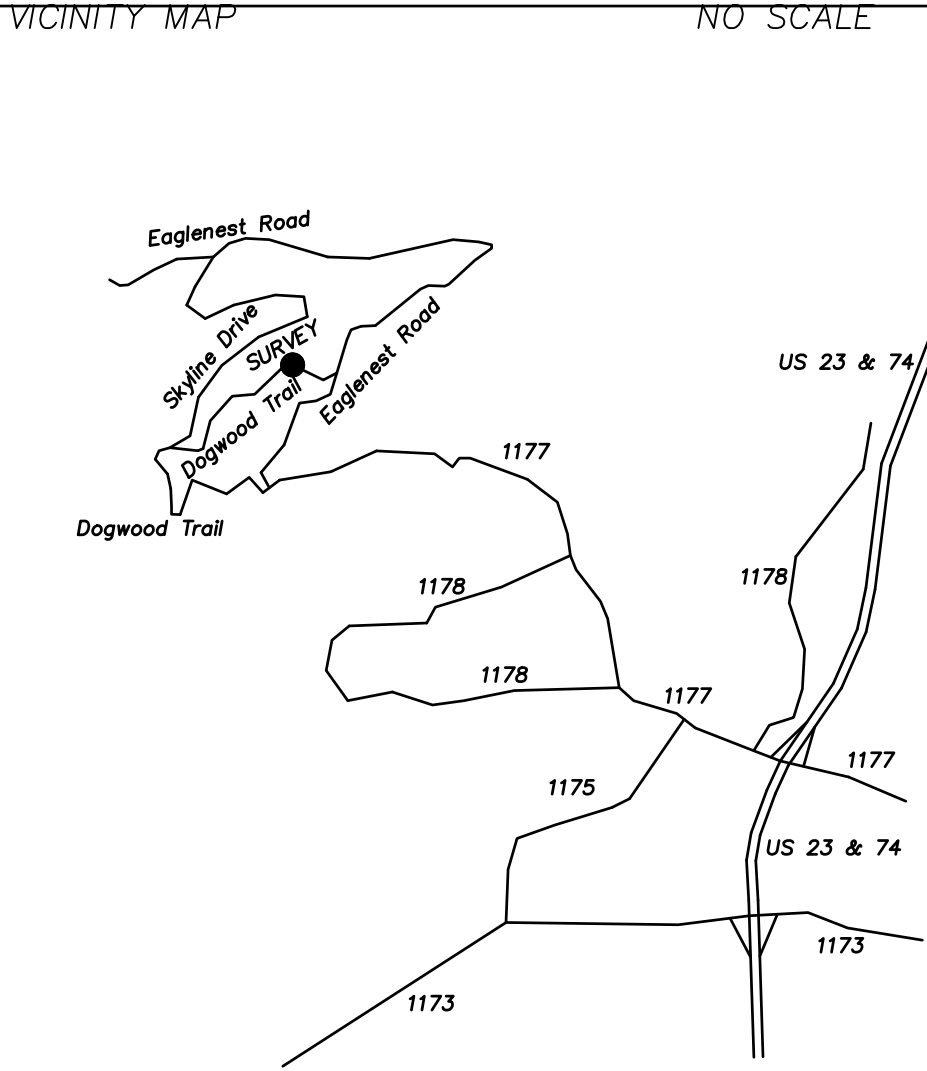 VICINITY MAP
NO SCALE
Eaglenest Road
Skyline Drive
SURVEY
Eaglenest Road
US 23 & 74
Dogwood Trail
1177
Dogwood Trail
1178
1178
1178
1177
1177
1175
US 23 & 74
1173
1173